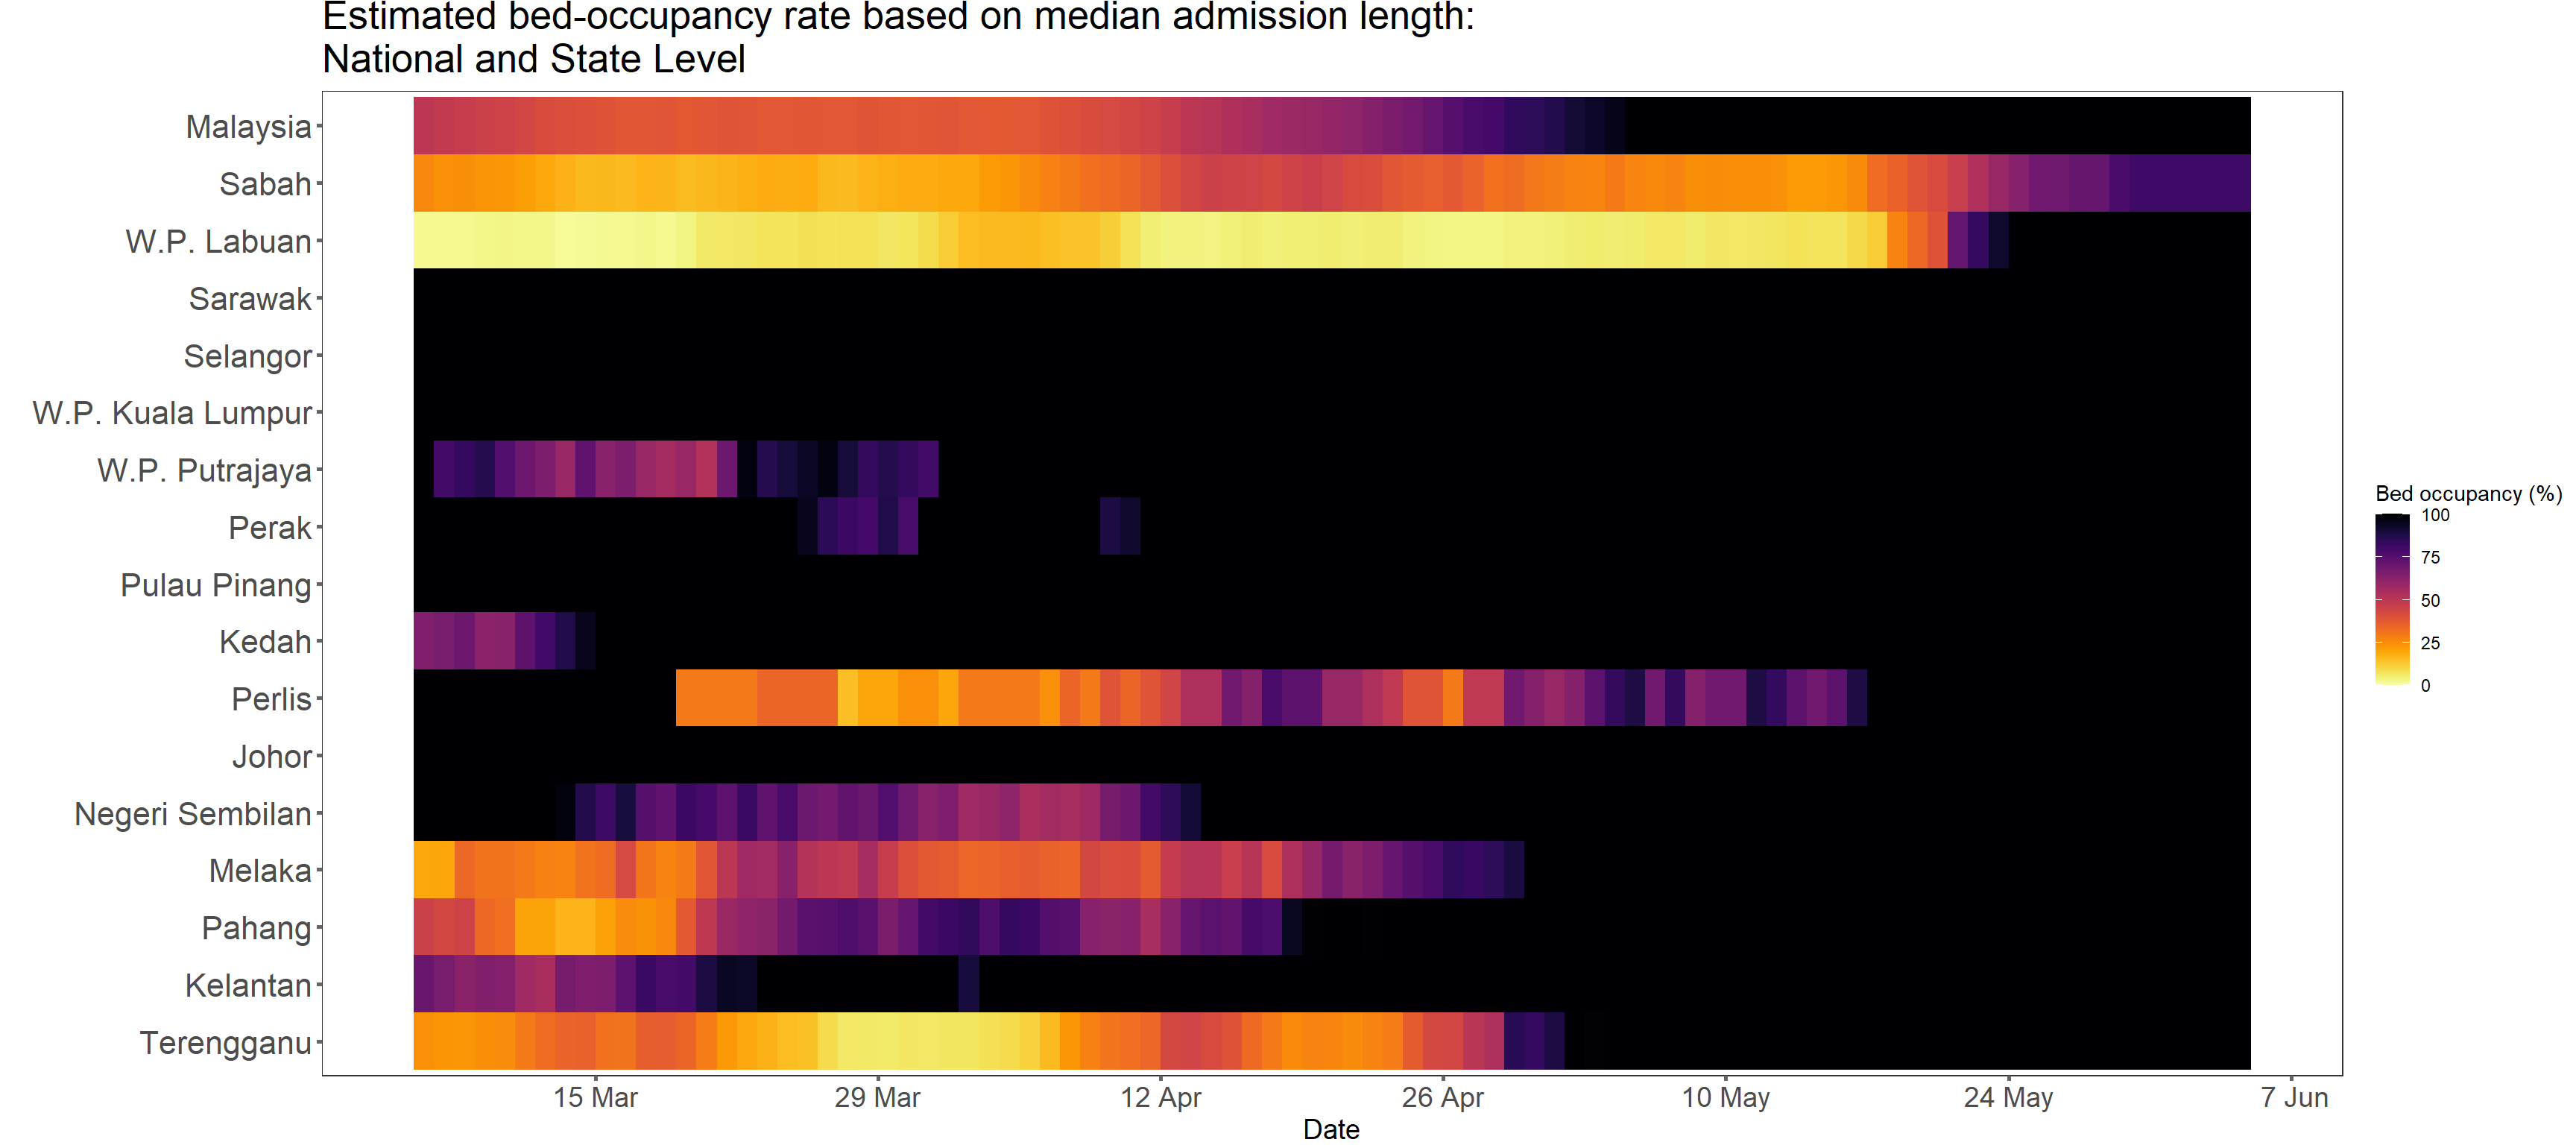 Estimated bed-occupancy rate based on median admission length:
National and State Level
Malaysia
Sabah
W.P. Labuan
Sarawak
Selangor
W.P. Kuala Lumpur
W.P. Putrajaya
Perak
Pulau Pinang
Kedah
Perlis
Johor
Negeri Sembilan
Melaka
Pahang
Kelantan
Terengganu
15 Mar
29 Mar
12 Apr
26 Apr
10 May
24 May
7 Jun
Date
Bed occupancy (%)
100
75
50
25
0